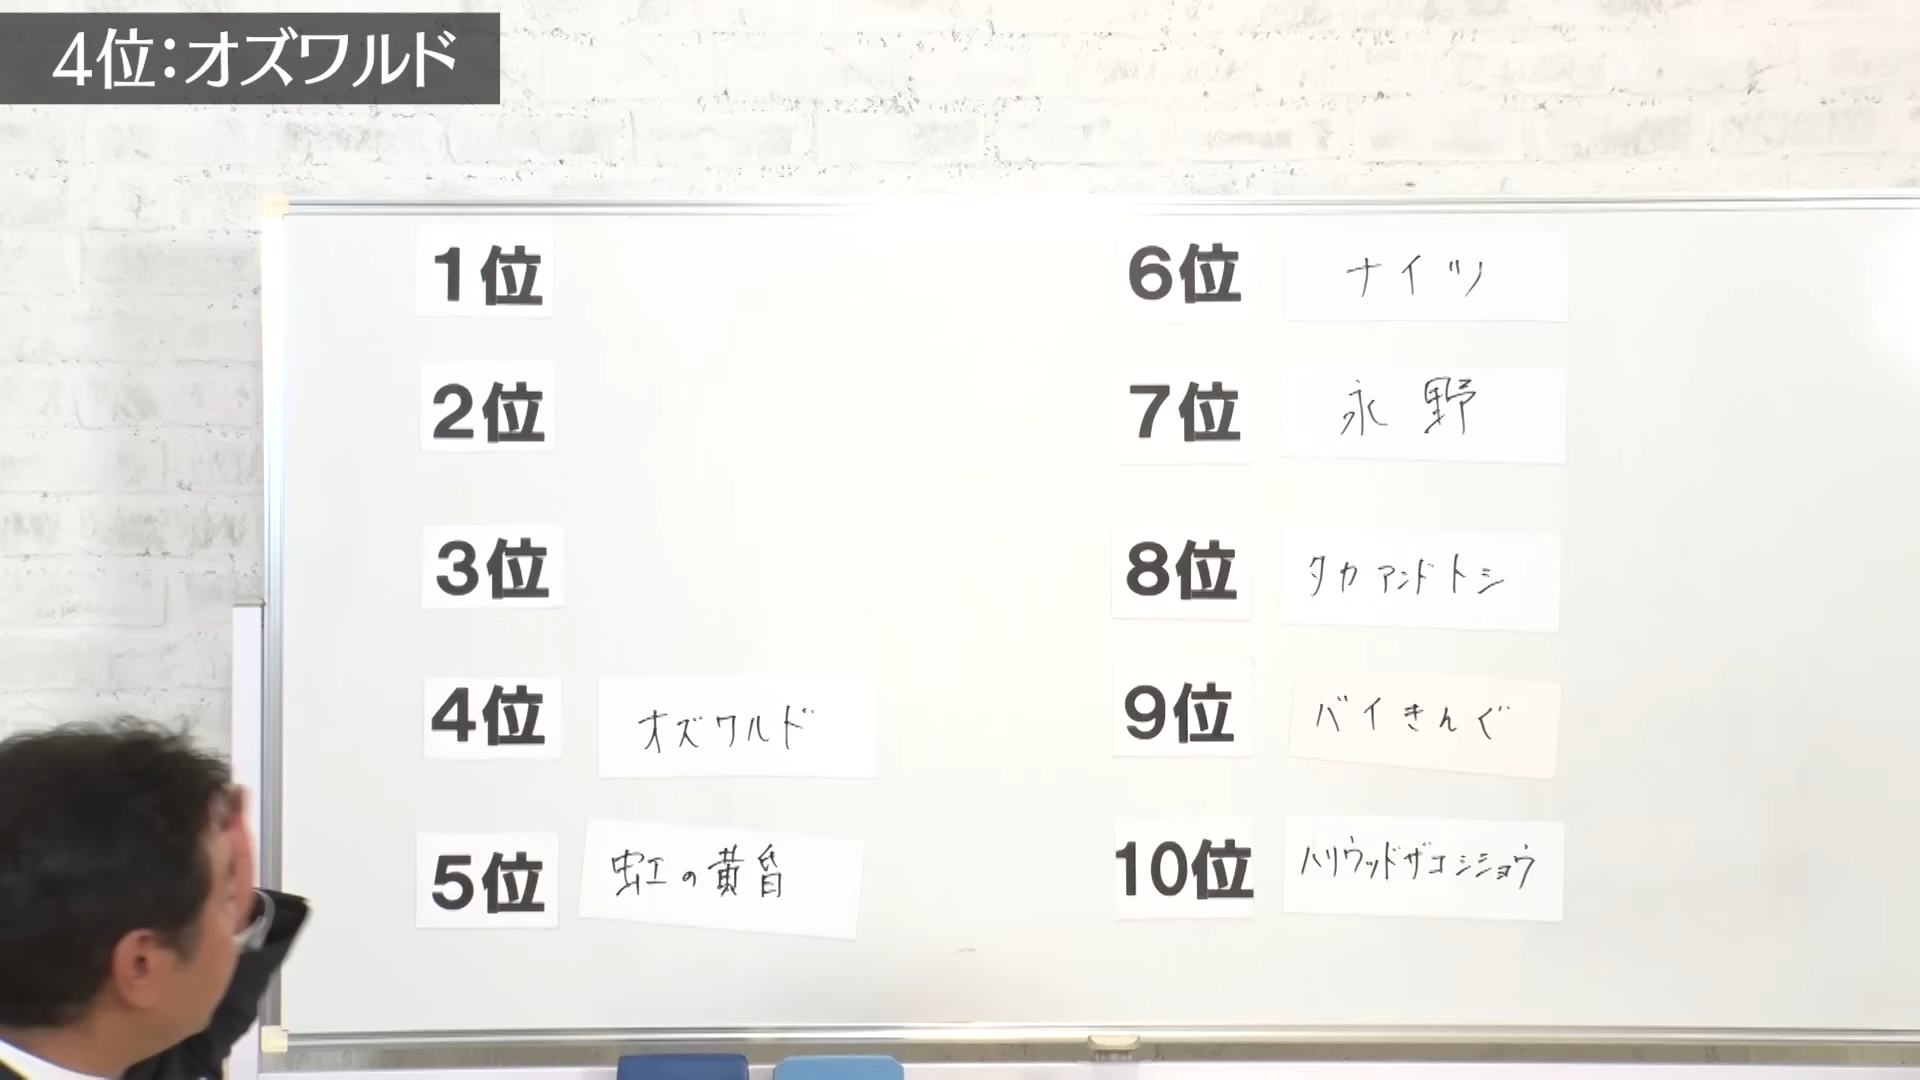 4位:オズワルド
1位
2位
3位
4位 オズワルド
5位 虹の黄昏
6位 ナイツ
7位 永野
8位 タカアンドトシ
9位 バイきんぐ
10位 ハリウッドザコシショウ